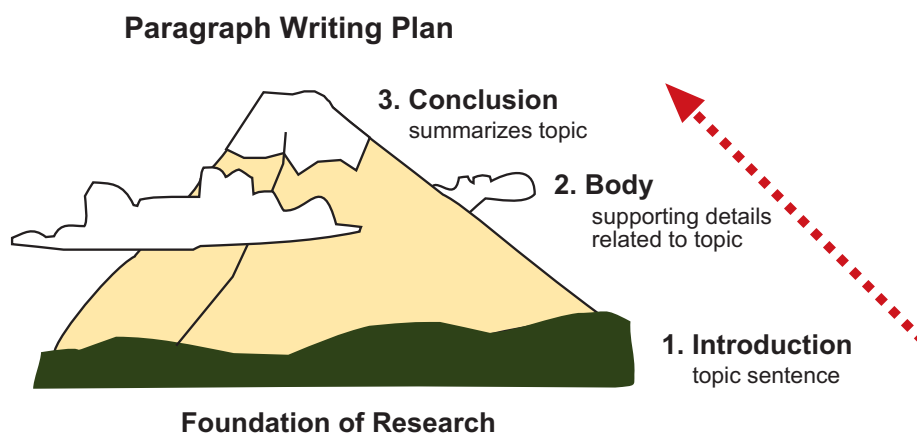 Paragraph Writing Plan
3. Conclusion
summarizes topic
2. Body
supporting details
related to topic
1. Introduction
topic sentence
Foundation of Research